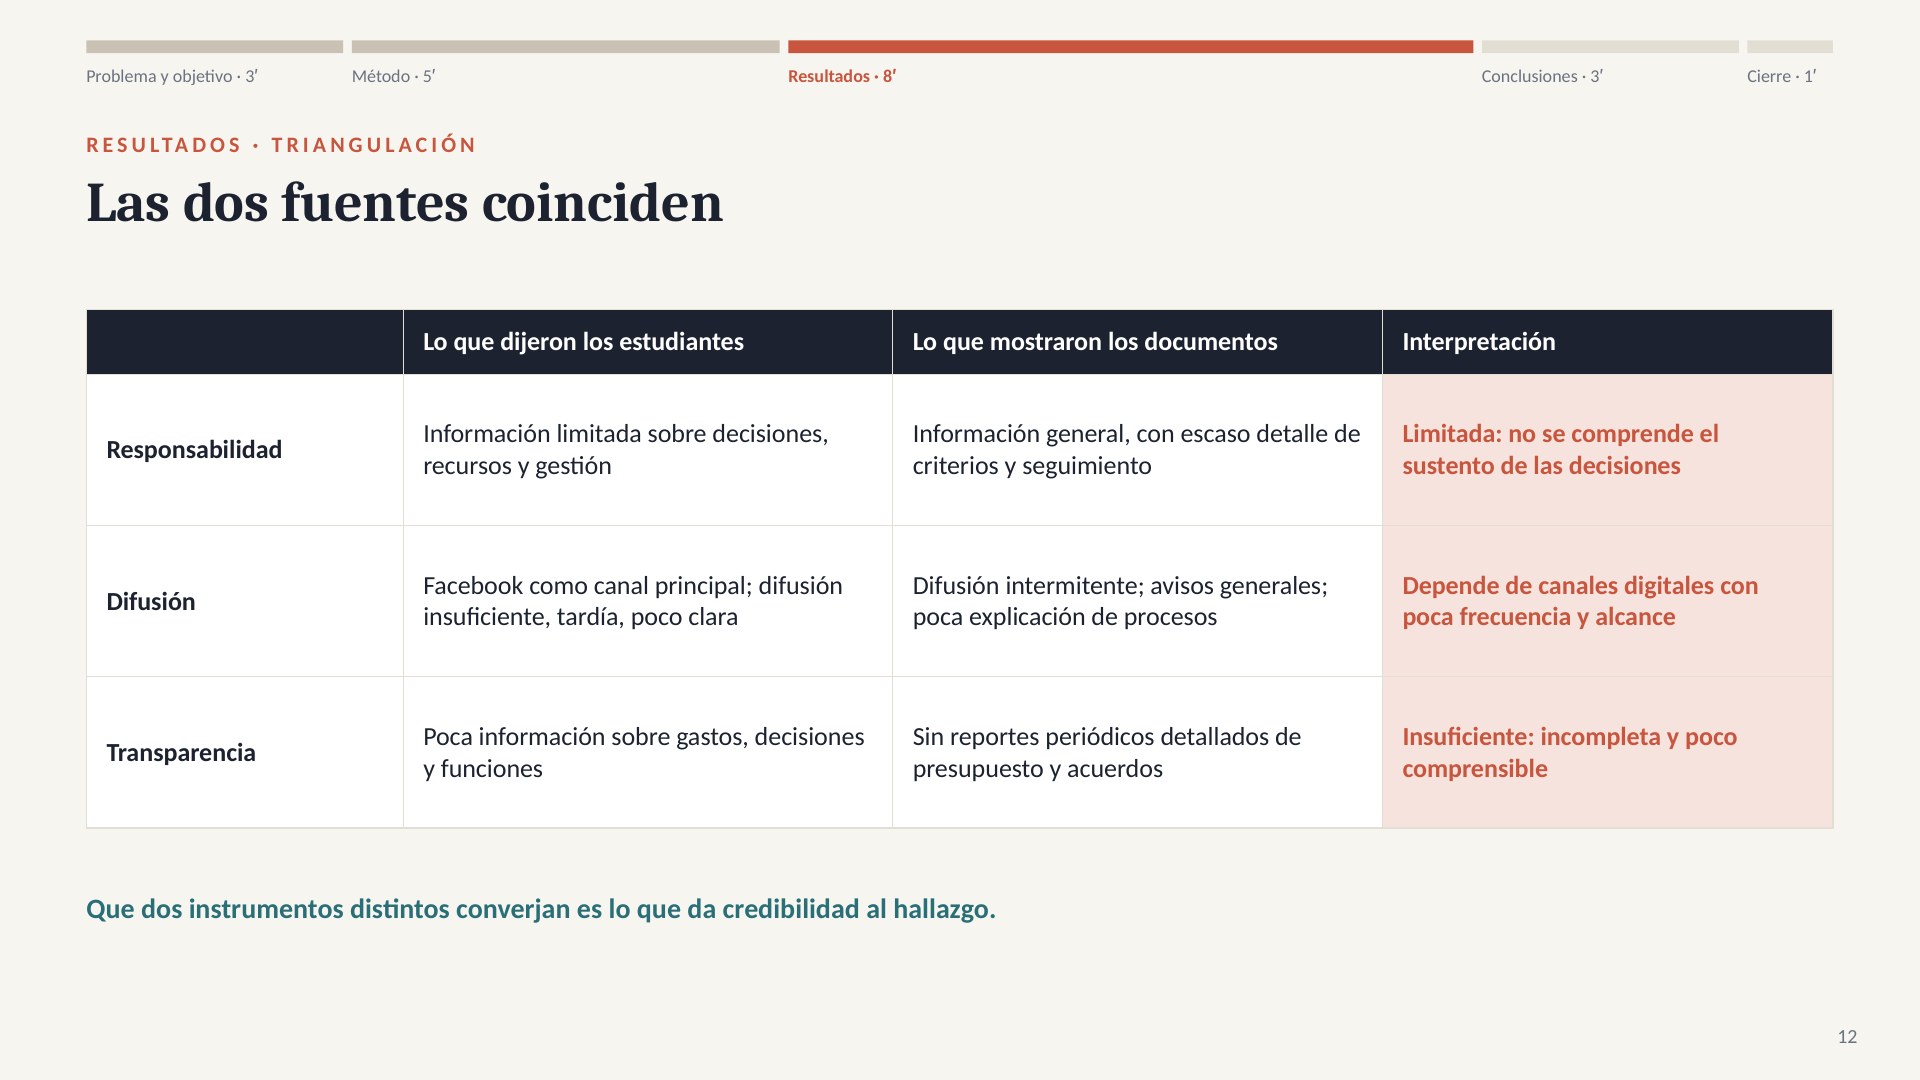 Problema y objetivo · 3′
Método · 5′
Resultados · 8′
Conclusiones · 3′
Cierre · 1′
RESULTADOS · TRIANGULACIÓN
Las dos fuentes coinciden
Lo que dijeron los estudiantes
Lo que mostraron los documentos
Interpretación
Responsabilidad
Información limitada sobre decisiones,
recursos y gestión
Información general, con escaso detalle de
criterios y seguimiento
Limitada: no se comprende el
sustento de las decisiones
Difusión
Facebook como canal principal; difusión
insuficiente, tardía, poco clara
Difusión intermitente; avisos generales;
poca explicación de procesos
Depende de canales digitales con
poca frecuencia y alcance
Transparencia
Poca información sobre gastos, decisiones
y funciones
Sin reportes periódicos detallados de
presupuesto y acuerdos
Insuficiente: incompleta y poco
comprensible
Que dos instrumentos distintos converjan es lo que da credibilidad al hallazgo.
12